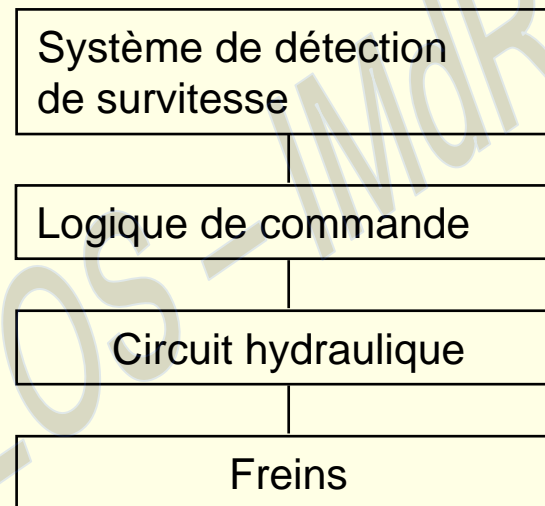 Système de détection
de survitesse
Logique de commande
Circuit hydraulique
Freins